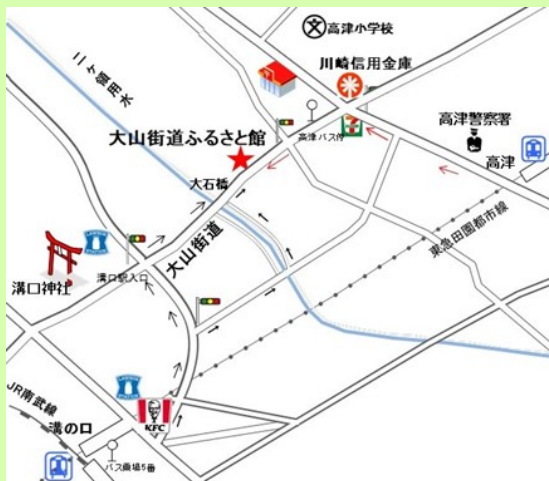 高津小学校
二ヶ領用水
川崎信用金庫
高津バス停
高津警察署
大山街道ふるさと館
高津
大石橋
東急田園都市線
大山街道
溝口駅入口
溝口神社
JR南武線
KFC
溝の口
バス乗場5番